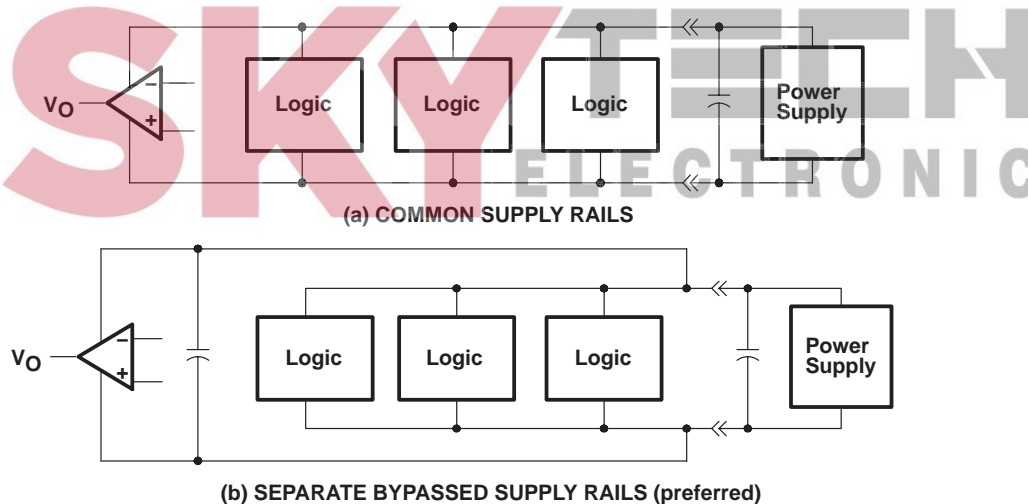 SKYTECH
ELECTRONIC
Logic
Logic
Logic
Power
Supply
VO
−
+
(a) COMMON SUPPLY RAILS
Logic
Logic
Logic
Power
Supply
VO
−
+
(b) SEPARATE BYPASSED SUPPLY RAILS (preferred)